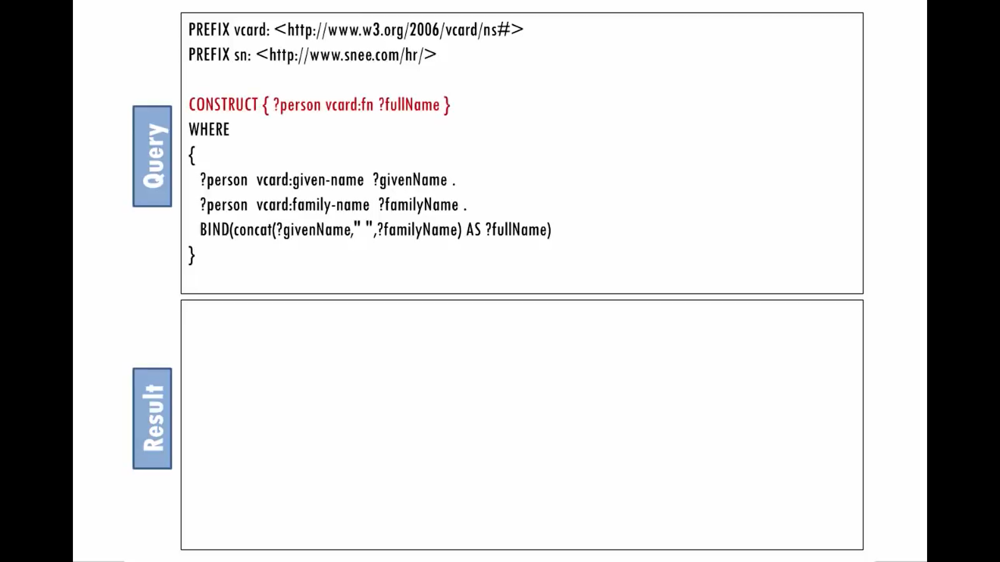 PREFIX vcard: <http://www.w3.org/2006/vcard/ns#>
PREFIX sn: <http://www.snee.com/hr/>
CONSTRUCT { ?person vcard:fn ?fullName }
WHERE
{
?person vcard:given-name ?givenName .
?person vcard:family-name ?familyName .
BIND(concat(?givenName," ",?familyName) AS ?fullName)
}
Query
Result